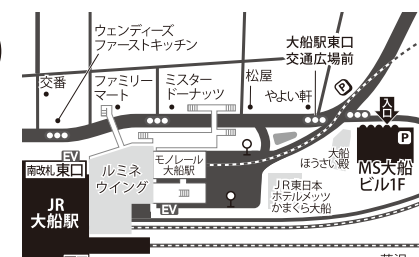 ウェンディーズ
ファーストキッチン
大船駅東口
交通広場前
交番
ファミリー
マート
ミスター
ドーナッツ
松屋
やよい軒
P
入口
P
EV
南改札 東口
ルミネ
ウイング
モノレール
大船駅
大船
ほうさい殿
MS大船
ビル1F
JR東日本
ホテルメッツ
かまくら大船
EV
JR
大船駅